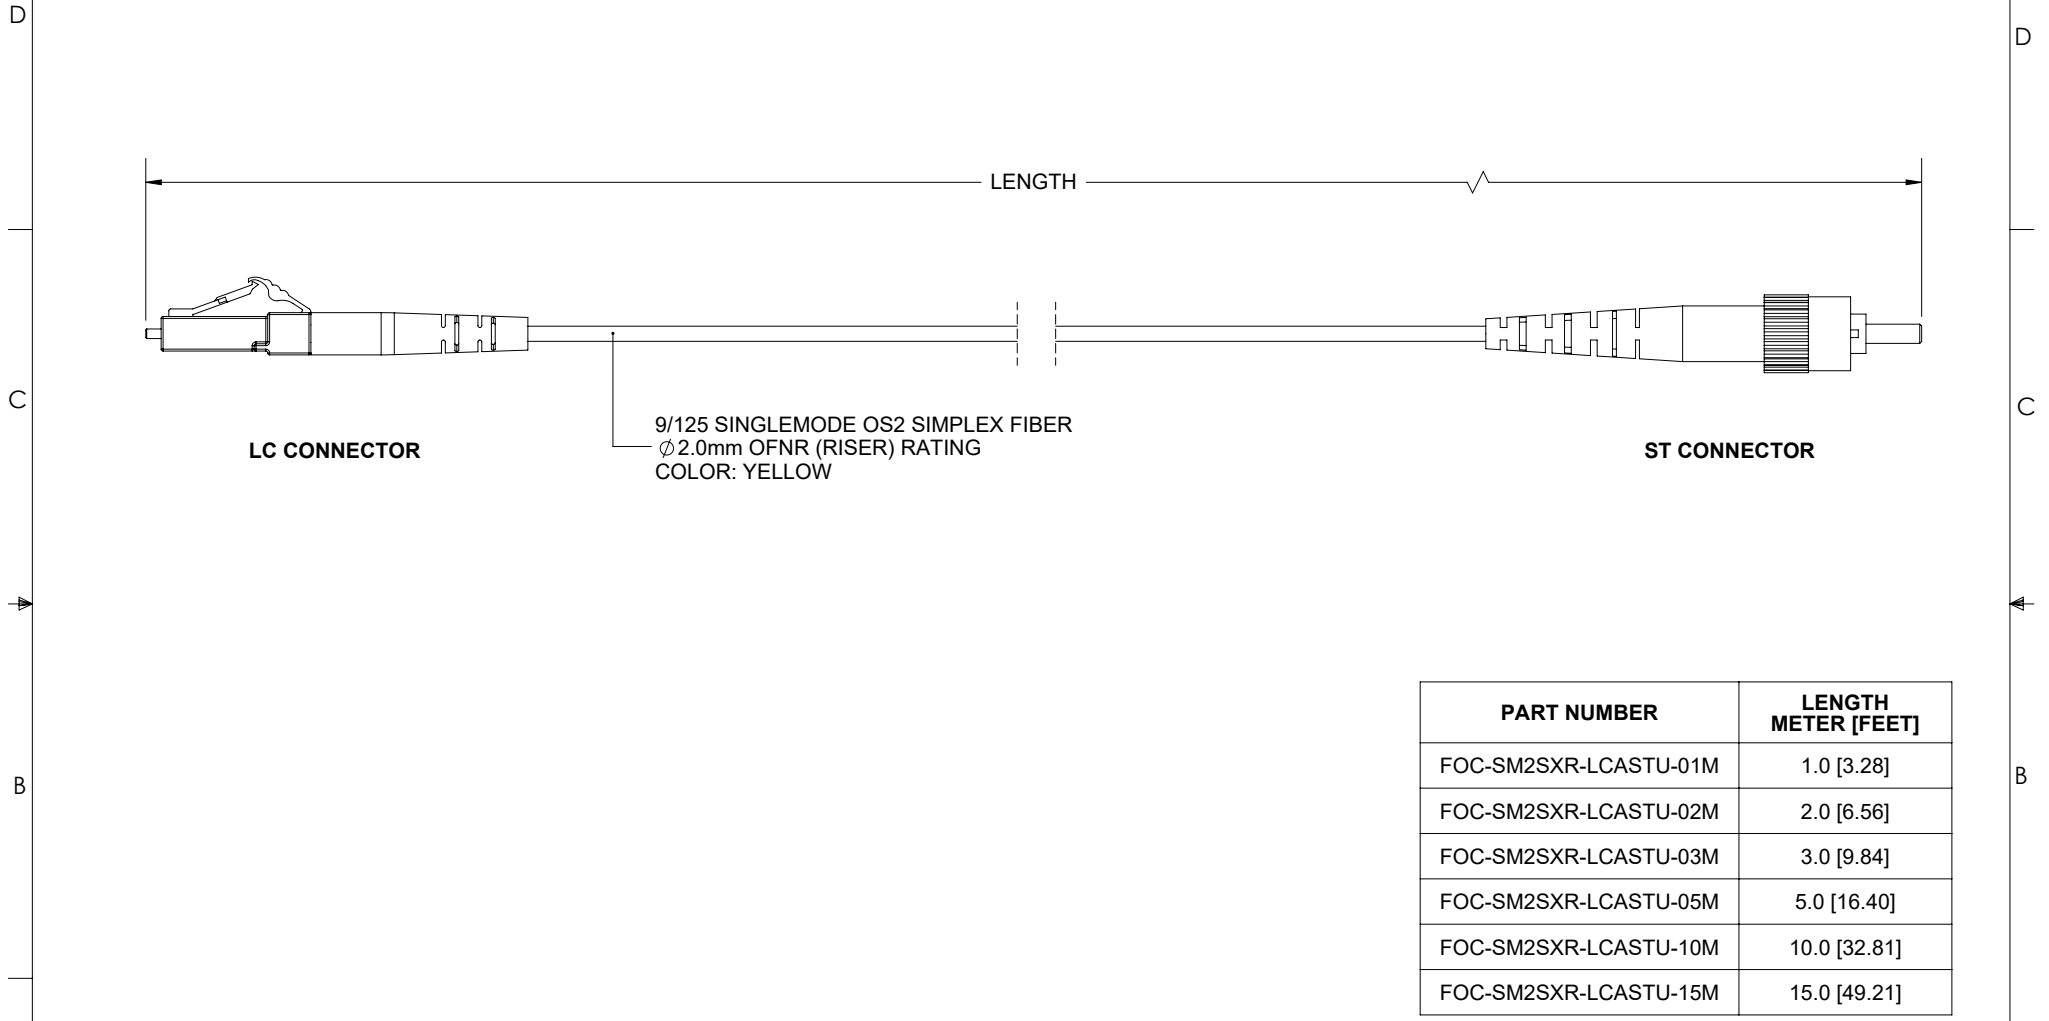 D
D
LENGTH
9/125 SINGLEMODE OS2 SIMPLEX FIBER
⌀2.0mm OFNR (RISER) RATING
COLOR: YELLOW
C
C
LC CONNECTOR
ST CONNECTOR
PART NUMBER
LENGTH
METER [FEET]
FOC-SM2SXR-LCASTU-01M 1.0 [3.28]
B
B
FOC-SM2SXR-LCASTU-02M 2.0 [6.56]
FOC-SM2SXR-LCASTU-03M 3.0 [9.84]
FOC-SM2SXR-LCASTU-05M 5.0 [16.40]
FOC-SM2SXR-LCASTU-10M 10.0 [32.81]
FOC-SM2SXR-LCASTU-15M 15.0 [49.21]